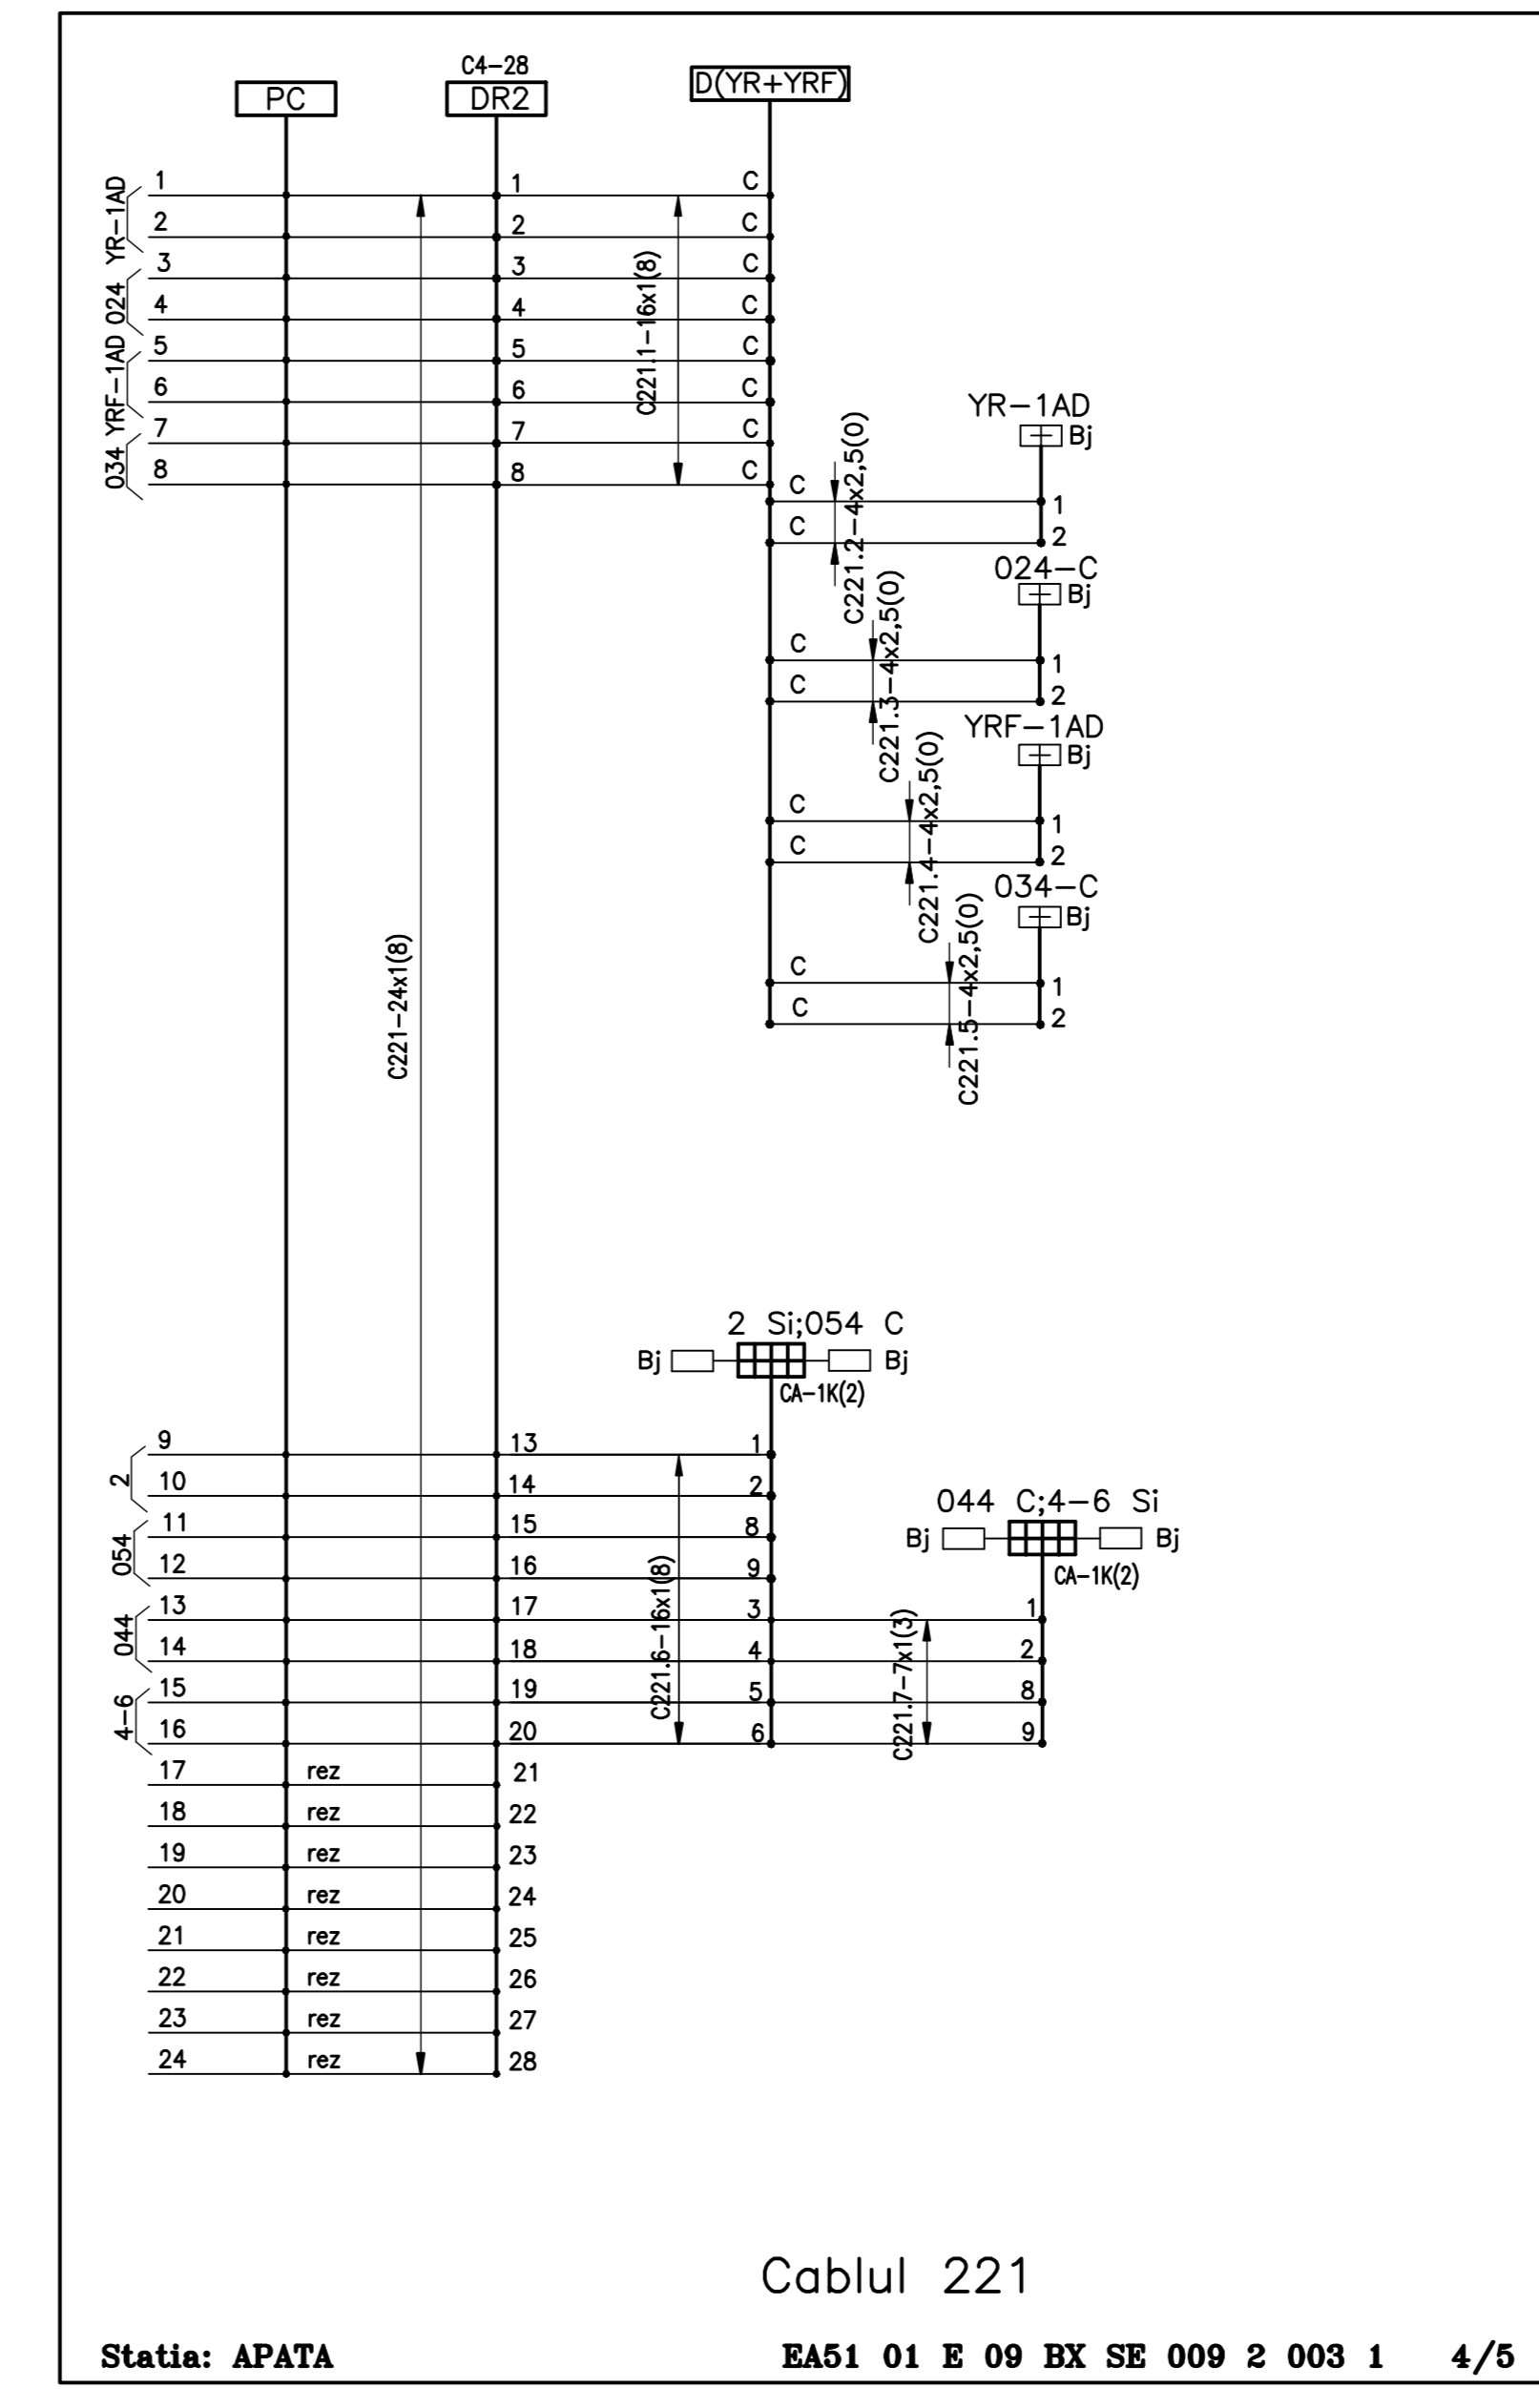 C4-28
PC DR2 D(YR+YRF)
YR-1AD
1 1 C
2 2 C
024
3 3 C
4 4 C
YRF-1AD
5 5 C
6 6 C
034
7 7 C
8 8 C
C221-24x1(8)
C221.1-16x1(8)
YR-1AD
Bj
C 1
C 2
C221.2-4x2,5(0)
024-C
Bj
C 1
C 2
C221.3-4x2,5(0)
YRF-1AD
Bj
C 1
C 2
C221.4-4x2,5(0)
034-C
Bj
C 1
C 2
C221.5-4x2,5(0)
2 Si;054 C
Bj Bj
CA-1K(2)
2
9 13 1
10 14 2
054
11 15 8
12 16 9
044 C;4-6 Si
Bj Bj
CA-1K(2)
044
13 17 3 1
14 18 4 2
4-6
15 19 5 8
16 20 6 9
C221.6-16x1(8)
C221.7-7x1(3)
17 rez 21
18 rez 22
19 rez 23
20 rez 24
21 rez 25
22 rez 26
23 rez 27
24 rez 28
Cablul 221
Statia: APATA EA51 01 E 09 BX SE 009 2 003 1 4/5